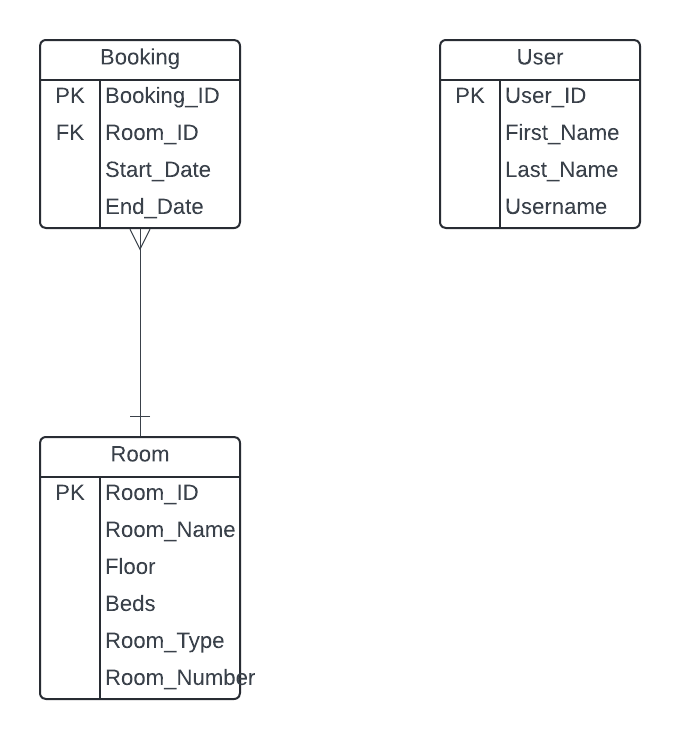 Booking
PK Booking_ID
FK Room_ID
Start_Date
End_Date
User
PK User_ID
First_Name
Last_Name
Username
Room
PK Room_ID
Room_Name
Floor
Beds
Room_Type
Room_Number